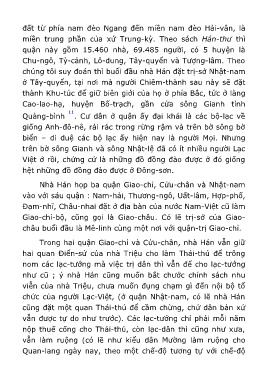 đất từ phía nam đèo Ngang đến miền nam đèo Hải-vân, là
miền trung phần của xứ Trung-kỳ. Theo sách Hán-thư thì
quận này gồm 15.460 nhà, 69.485 người, có 5 huyện là
Chu-ngô, Tỷ-cảnh, Lô-dung, Tây-quyển và Tượng-lâm. Theo
chúng tôi suy đoán thì buổi đầu nhà Hán đặt trị-sở Nhật-nam
ở Tây-quyển, tại nơi mà người Chiêm-thành sau này sẽ đặt
thành Khu-túc để giữ biên giới của họ ở phía Bắc, tức ở làng
Cao-lao-hạ, huyện Bố-trạch, gần cửa sông Gianh tỉnh
Quảng-bình 11. Cư dân ở quận ấy đại khái là các bộ-lạc về
giống Anh-đô-nê, rải rác trong rừng rậm và trên bờ sông bờ
biển – di duệ các bộ lạc ấy hiện nay là người Mọi. Nhưng
trên bờ sông Gianh và sông Nhật-lệ đã có ít nhiều người Lạc
Việt ở rồi, chứng cứ là những đồ đồng đào được ở đó giống
hệt những đồ đồng đào được ở Đông-sơn.
Nhà Hán họp ba quận Giao-chỉ, Cửu-chân và Nhật-nam
vào với sáu quận : Nam-hải, Thương-ngô, Uất-lâm, Hợp-phố,
Đạm-nhĩ, Châu-nhai đặt ở địa bàn của nước Nam-Việt cũ làm
Giao-chỉ-bộ, cũng gọi là Giao-châu. Có lẽ trị-sở của Giao-
châu buổi đầu là Mê-linh cùng một nơi với quận-trị Giao-chỉ.
Trong hai quận Giao-chỉ và Cửu-chân, nhà Hán vẫn giữ
hai quan Điển-sứ của nhà Triệu cho làm Thái-thú để trông
nom các lạc-tướng mà việc trị dân thì vẫn để cho lạc-tướng
như cũ ; ý nhà Hán cũng muốn bắt chước chính sách nhu
viễn của nhà Triệu, chưa muốn đụng chạm gì đến nội bộ tổ
chức của người Lạc-Việt, (ở quận Nhật-nam, có lẽ nhà Hán
cũng đặt một quan Thái-thú để cầm chừng, chứ dân bản xứ
vẫn được tự do như trước). Các lạc-tướng chỉ phải mỗi năm
nộp thuế cống cho Thái-thú, còn lạc-dân thì cũng như xưa,
vẫn làm ruộng (có lẽ như kiểu dân Mường làm ruộng cho
Quan-lang ngày nay, theo một chế-độ tương tự với chế-độ